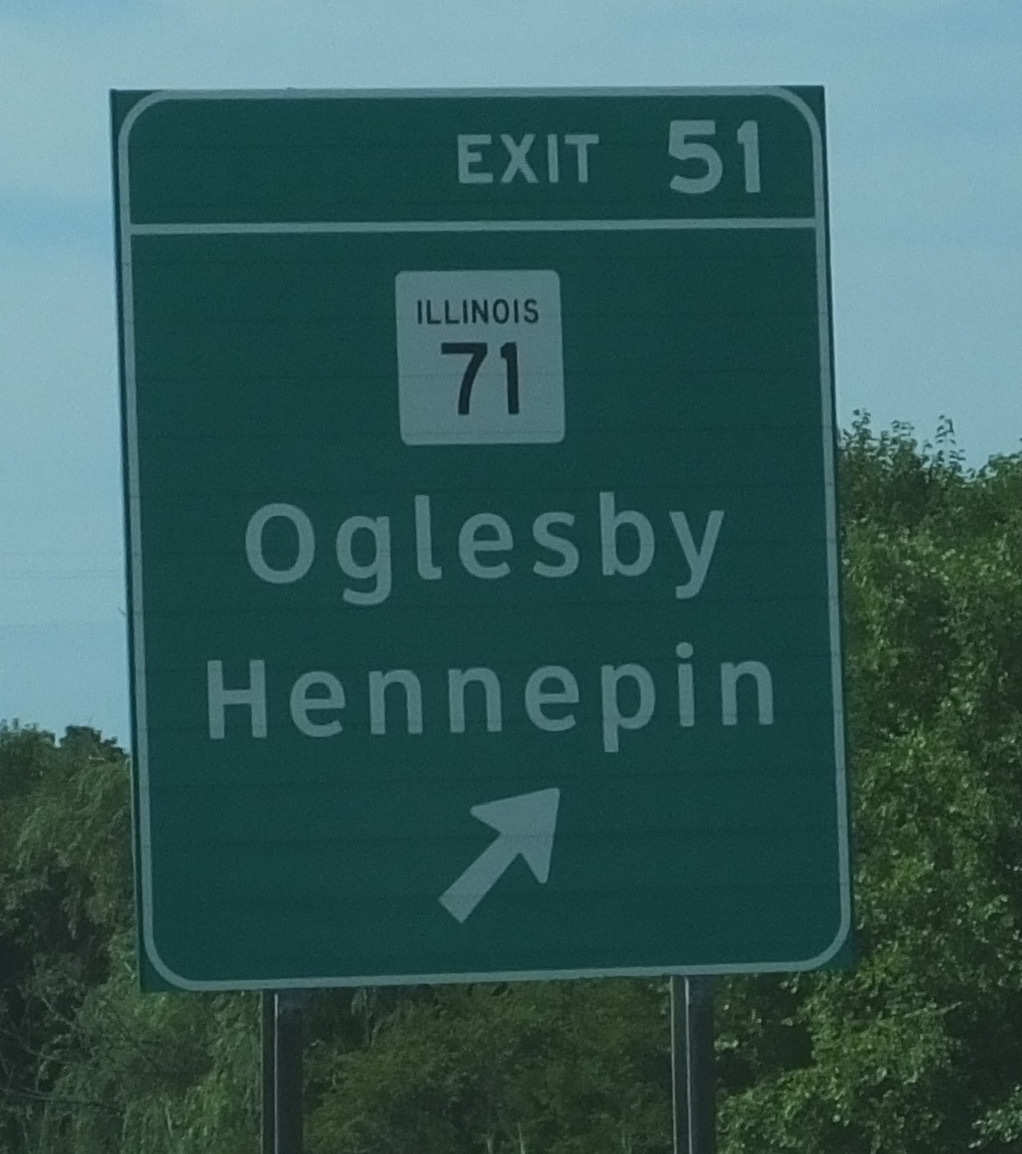 EXIT 51
ILLINOIS
71
Oglesby
Hennepin